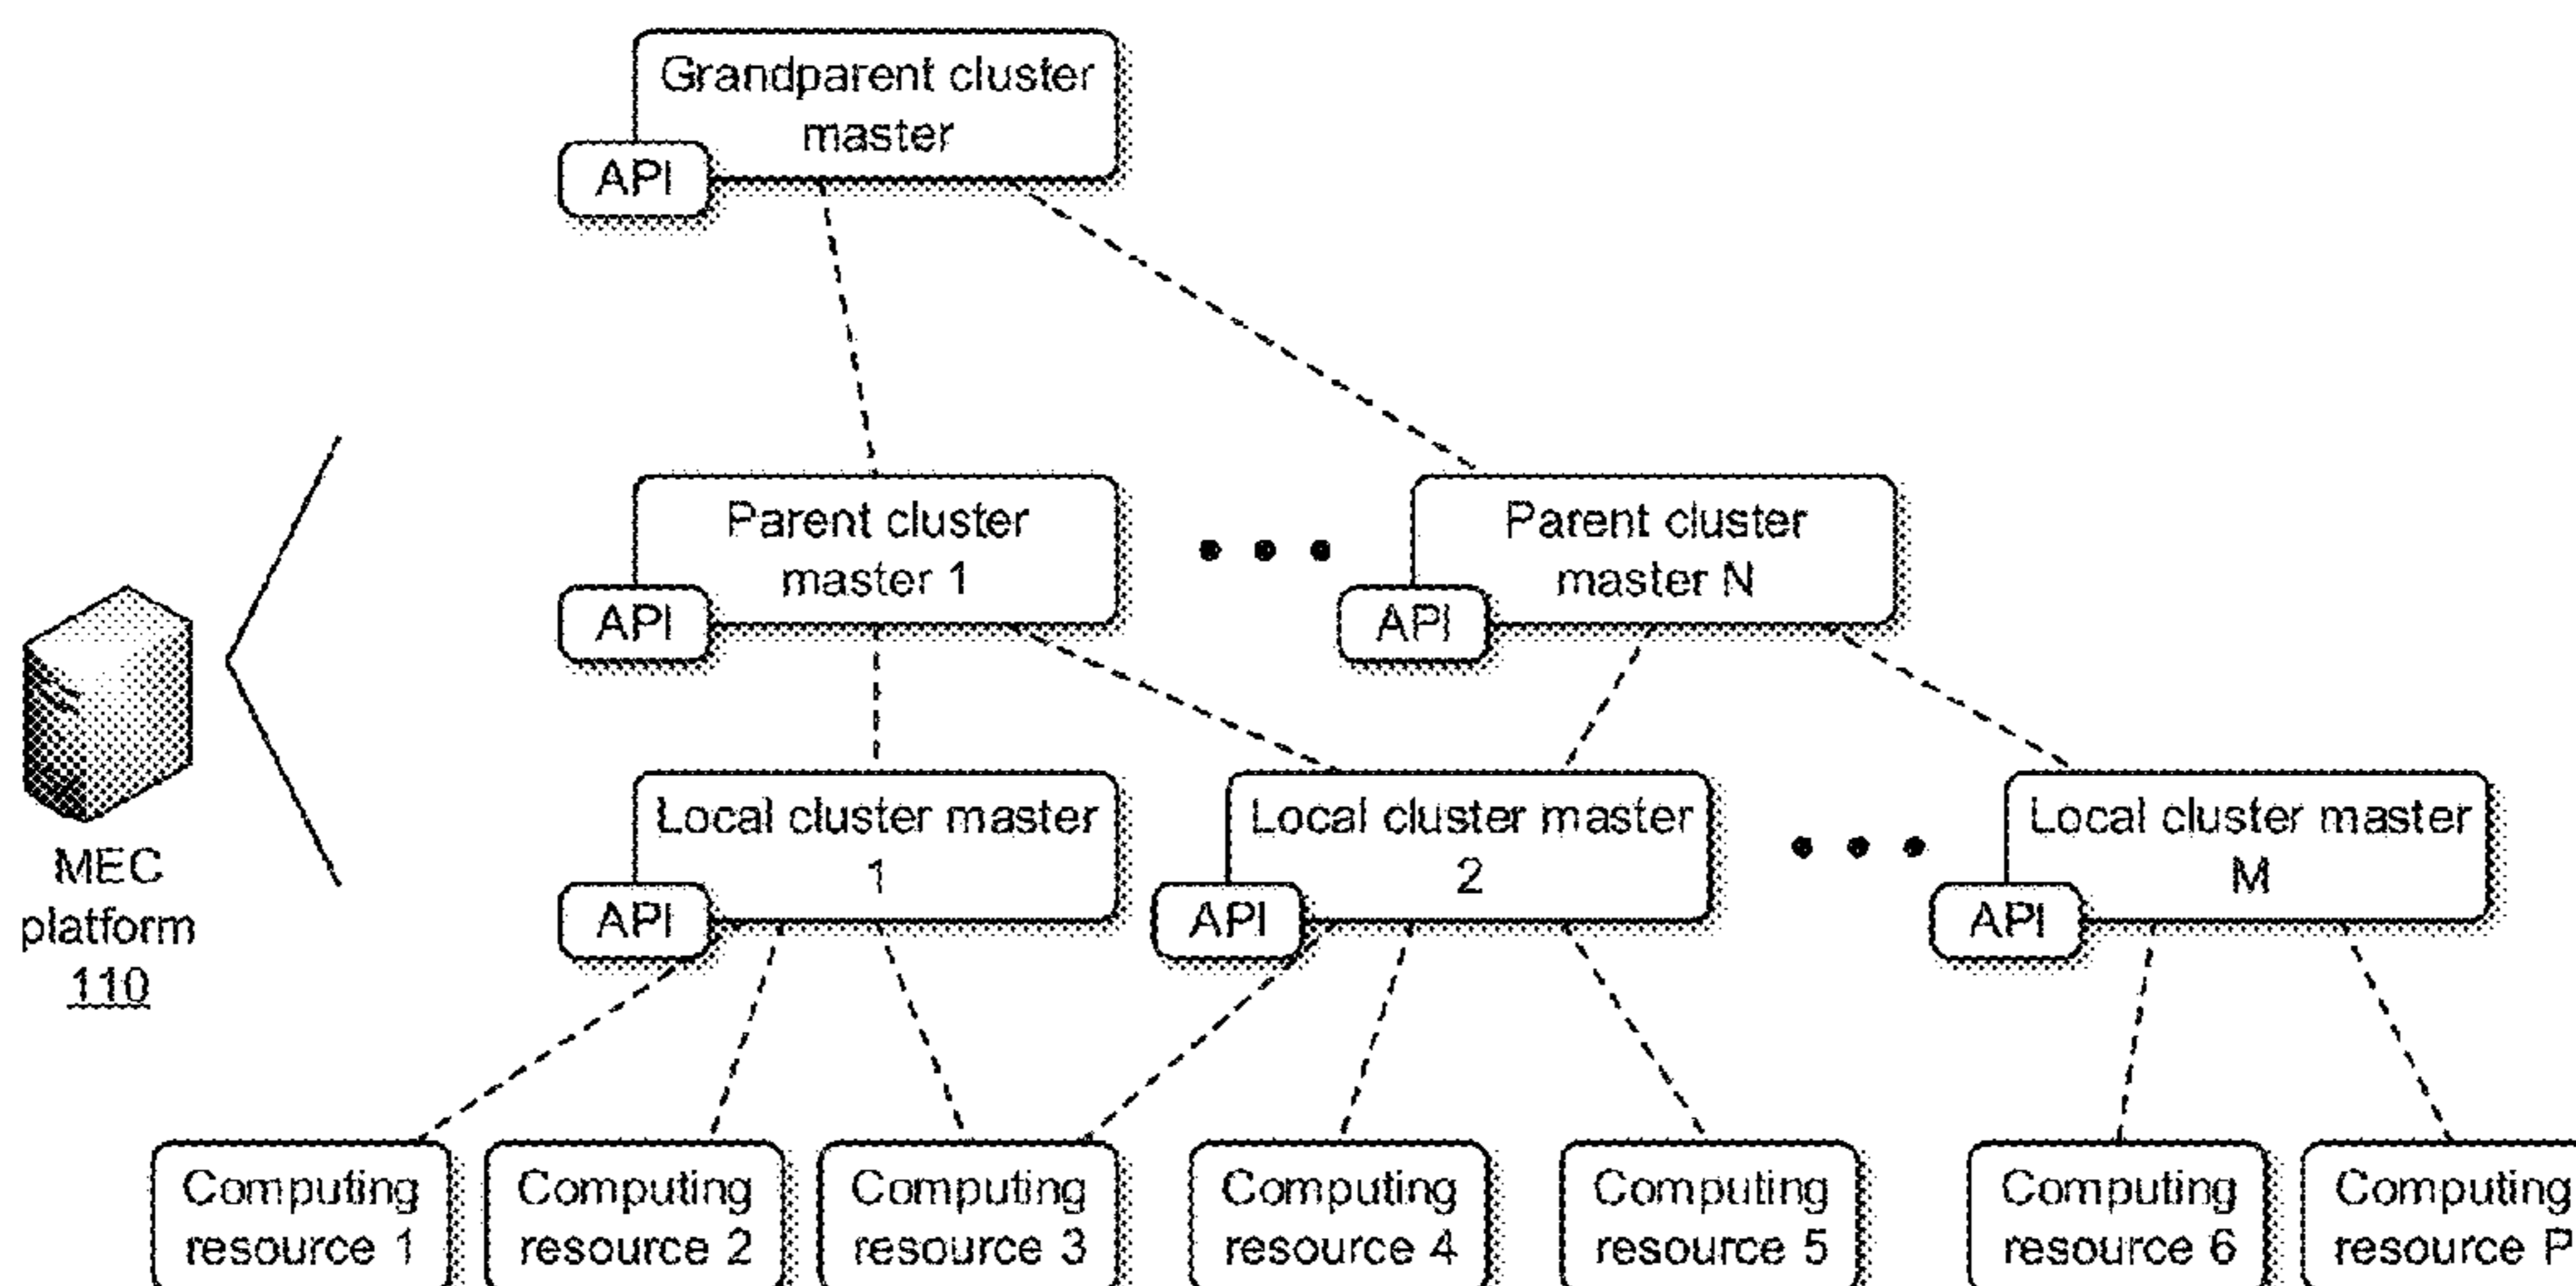 Grandparent cluster
master
API
Parent cluster
master 1
API
Parent cluster
master N
API
MEC
platform
110
Local cluster master
1
API
Local cluster master
2
API
Local cluster master
M
API
Computing
resource 1
Computing
resource 2
Computing
resource 3
Computing
resource 4
Computing
resource 5
Computing
resource 6
Computing
resource P